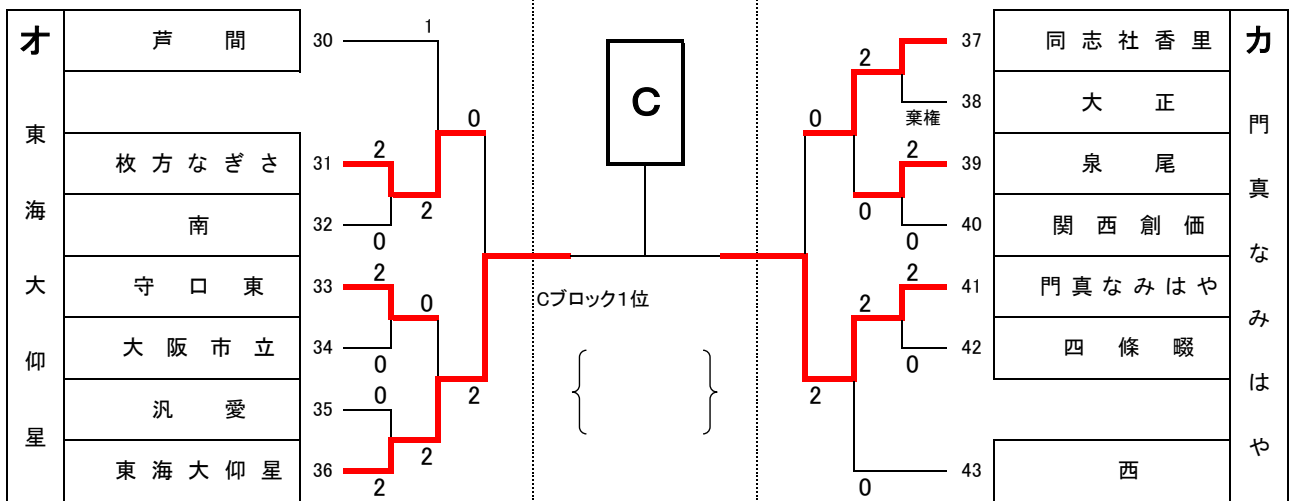 オ
東海大仰星
芦間 30 1
0
枚方なぎさ 31 2
2
南 32 0
守口東 33 2
0
大阪市立 34 0
2
汎愛 35 0
2
東海大仰星 36 2
C
Cブロック1位
カ
門真なみはや
2 37 同志社香里
38 大正
棄権
0
2 39 泉尾
0
0 40 関西創価
2 41 門真なみはや
2
0 42 四條畷
2
0 43 西